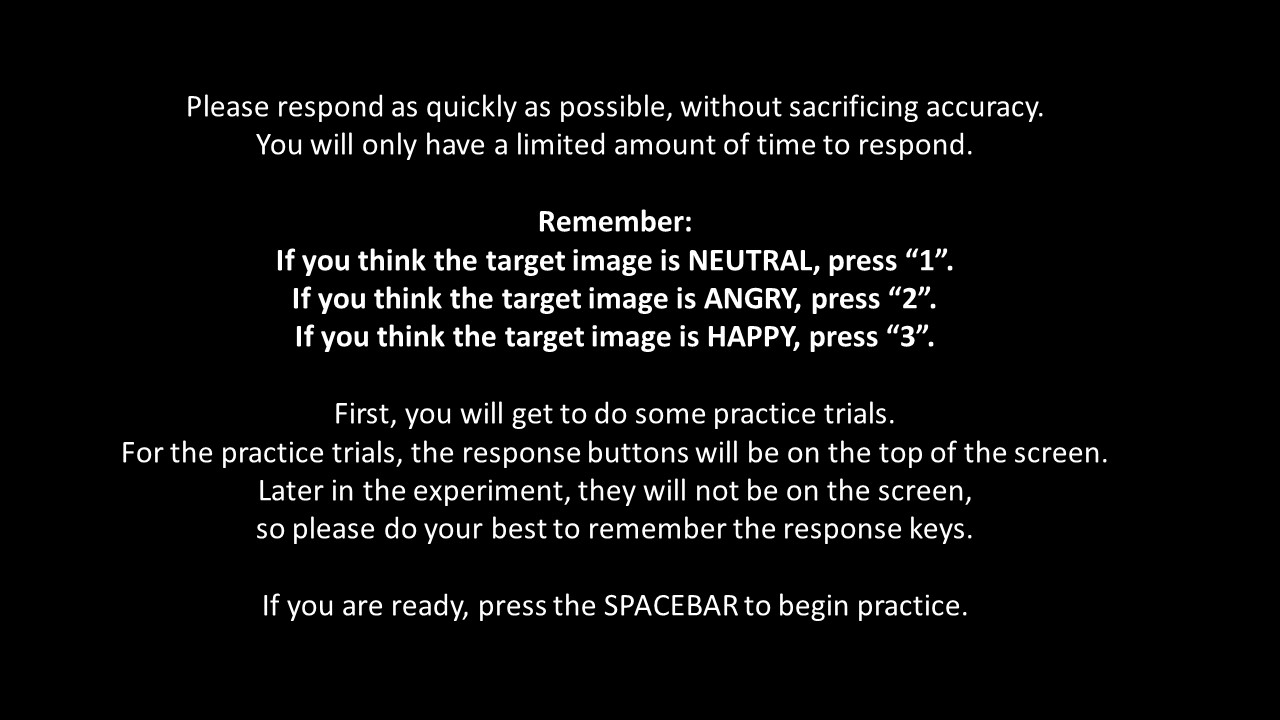 Please respond as quickly as possible, without sacrificing accuracy.
You will only have a limited amount of time to respond.
Remember:
If you think the target image is NEUTRAL, press “1”.
If you think the target image is ANGRY, press “2”.
If you think the target image is HAPPY, press “3”.
First, you will get to do some practice trials.
For the practice trials, the response buttons will be on the top of the screen.
Later in the experiment, they will not be on the screen,
so please do your best to remember the response keys.
If you are ready, press the SPACEBAR to begin practice.